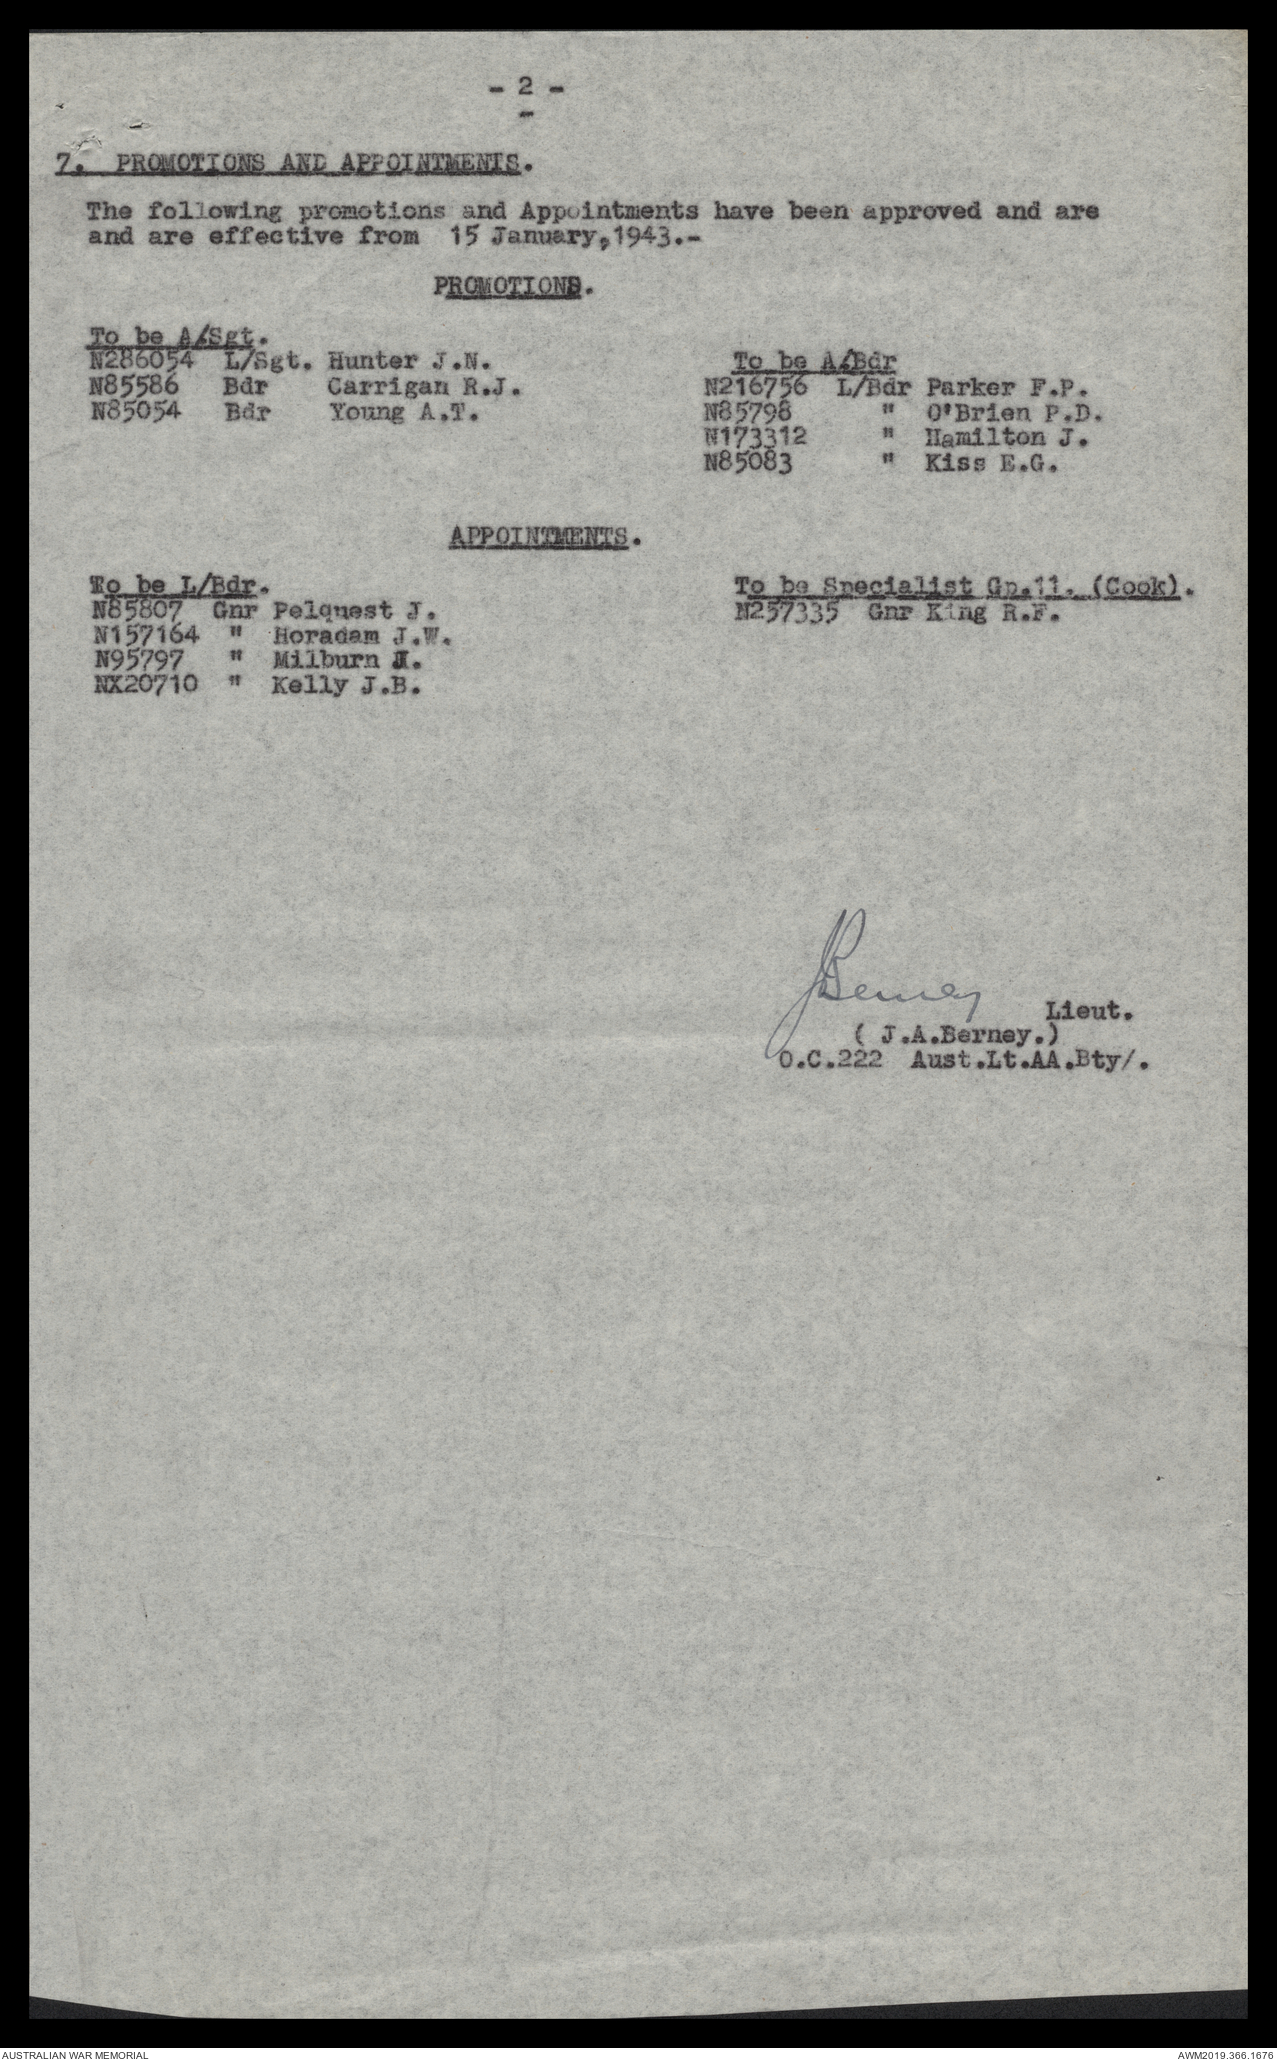 - 2 -
-
7. PROMOTIONS AND APPOINTMENTS.
The following promotions and Appointments have been approved and are
and are effective from 15 January,1943.-
PROMOTIONS.
To be A/Sgt.
N286054 L/Sgt. Hunter J.N.
N85586 Bdr Carrigan R.J.
N85054 Bdr Young A.T.
To be A/Bdr
N216756 L/Bdr Parker F.P.
N85798 " O'Brien P.D.
N173312 " Hamilton J.
N85083 " Kiss E.G.
APPOINTMENTS.
To be L/Bdr.
N85807 Gnr Pelquest J.
N157164 " Horadam J.W.
N95797 " Milburn
NX20710 " Kelly J.B.
To be Specialist Gp.11. (Cook).
N257335 Gnr King R.F.
JBerney
Lieut.
( J.A.Berney.)
O.C.222 Aust.Lt.AA.Bty/.
AUSTRALIAN WAR MEMORIAL
AWM2019.366.1676